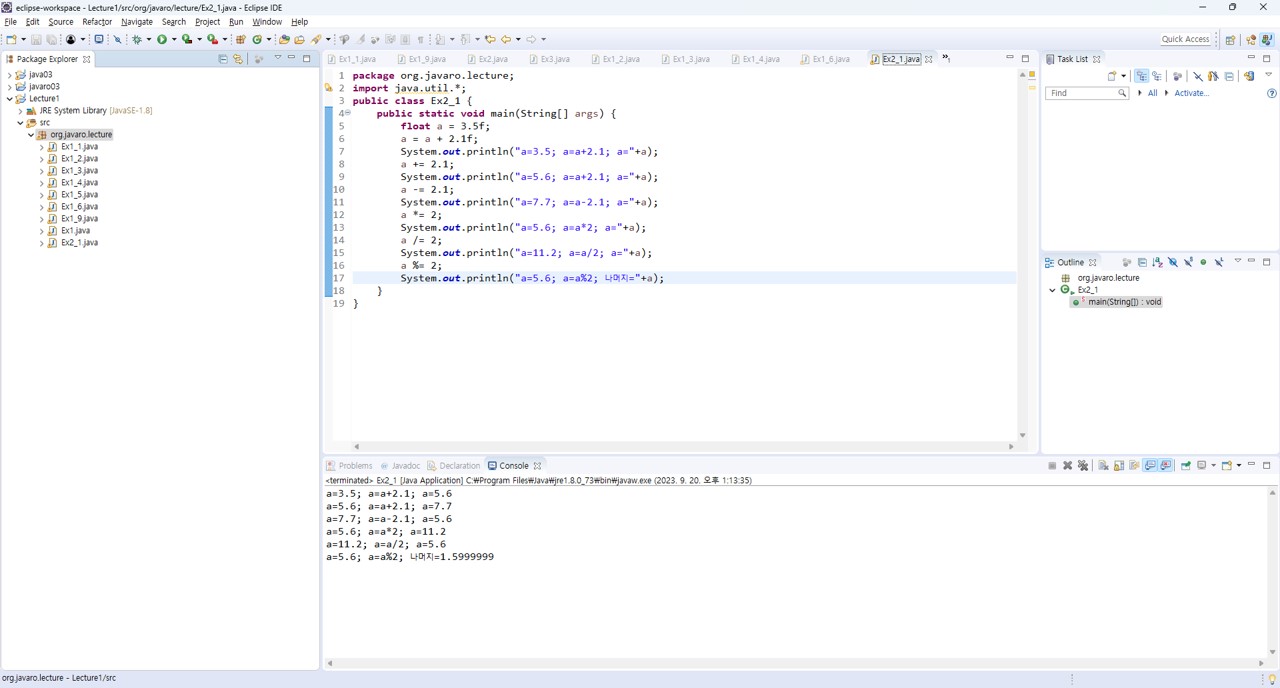 eclipse-workspace - Lecture1/src/org/javaro/lecture/Ex2_1.java - Eclipse IDE
File Edit Source Refactor Navigate Search Project Run Window Help
Quick Access
Package Explorer
java03
javaro03
Lecture1
JRE System Library [JavaSE-1.8]
src
org.javaro.lecture
Ex1_1.java
Ex1_2.java
Ex1_3.java
Ex1_4.java
Ex1_5.java
Ex1_6.java
Ex1_9.java
Ex1.java
Ex2_1.java
Ex1_1.java Ex1_9.java Ex2.java Ex3.java Ex1_2.java Ex1_3.java Ex1_4.java Ex1_6.java Ex2_1.java
1 package org.javaro.lecture;
2 import java.util.*;
3 public class Ex2_1 {
4 public static void main(String[] args) {
5 float a = 3.5f;
6 a = a + 2.1f;
7 System.out.println("a=3.5; a=a+2.1; a="+a);
8 a += 2.1;
9 System.out.println("a=5.6; a=a+2.1; a="+a);
10 a -= 2.1;
11 System.out.println("a=7.7; a=a-2.1; a="+a);
12 a *= 2;
13 System.out.println("a=5.6; a=a*2; a="+a);
14 a /= 2;
15 System.out.println("a=11.2; a=a/2; a="+a);
16 a %= 2;
17 System.out.println("a=5.6; a=a%2; 나머지="+a);
18 }
19 }
Task List
Find All Activate...
Outline
org.javaro.lecture
Ex2_1
main(String[]) : void
Problems Javadoc Declaration Console
<terminated> Ex2_1 [Java Application] C:₩Program Files₩Java₩jre1.8.0_73₩bin₩javaw.exe (2023. 9. 20. 오후 1:13:35)
a=3.5; a=a+2.1; a=5.6
a=5.6; a=a+2.1; a=7.7
a=7.7; a=a-2.1; a=5.6
a=5.6; a=a*2; a=11.2
a=11.2; a=a/2; a=5.6
a=5.6; a=a%2; 나머지=1.5999999
org.javaro.lecture - Lecture1/src